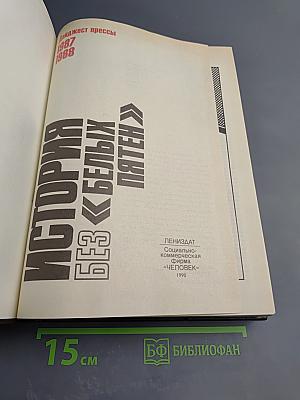 Дайджест прессы
1987
1988
ИСТОРИЯ
БЕЗ «БЕЛЫХ
ПЯТЕН»
ЛЕНИЗДАТ
Социально-
коммерческая
фирма
«ЧЕЛОВЕК»
1990
15 см
БФ БИБЛИОФАН